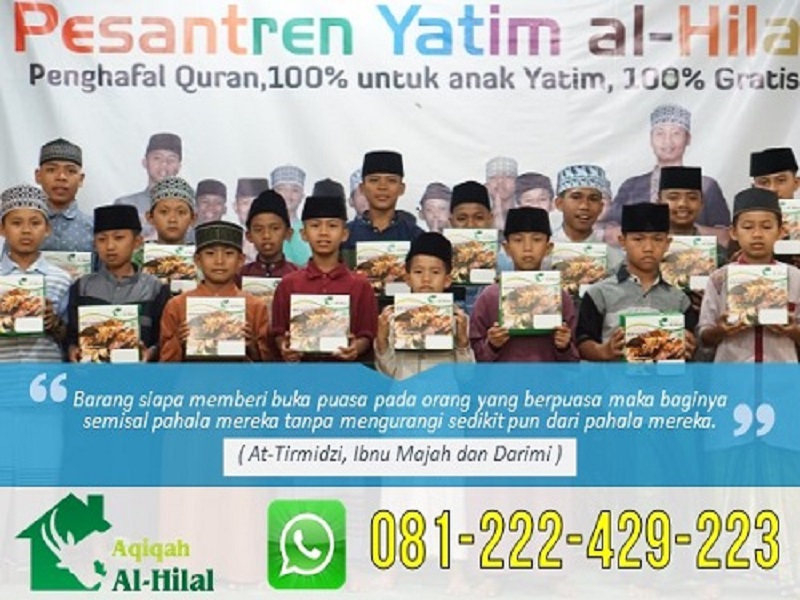 Pesantren Yatim al-Hila
Penghafal Quran,100% untuk anak Yatim, 100% Gratis
“ Barang siapa memberi buka puasa pada orang yang berpuasa maka baginya
semisal pahala mereka tanpa mengurangi sedikit pun dari pahala mereka. ”
( At-Tirmidzi, Ibnu Majah dan Darimi )
Aqiqah
Al-Hilal
081-222-429-223